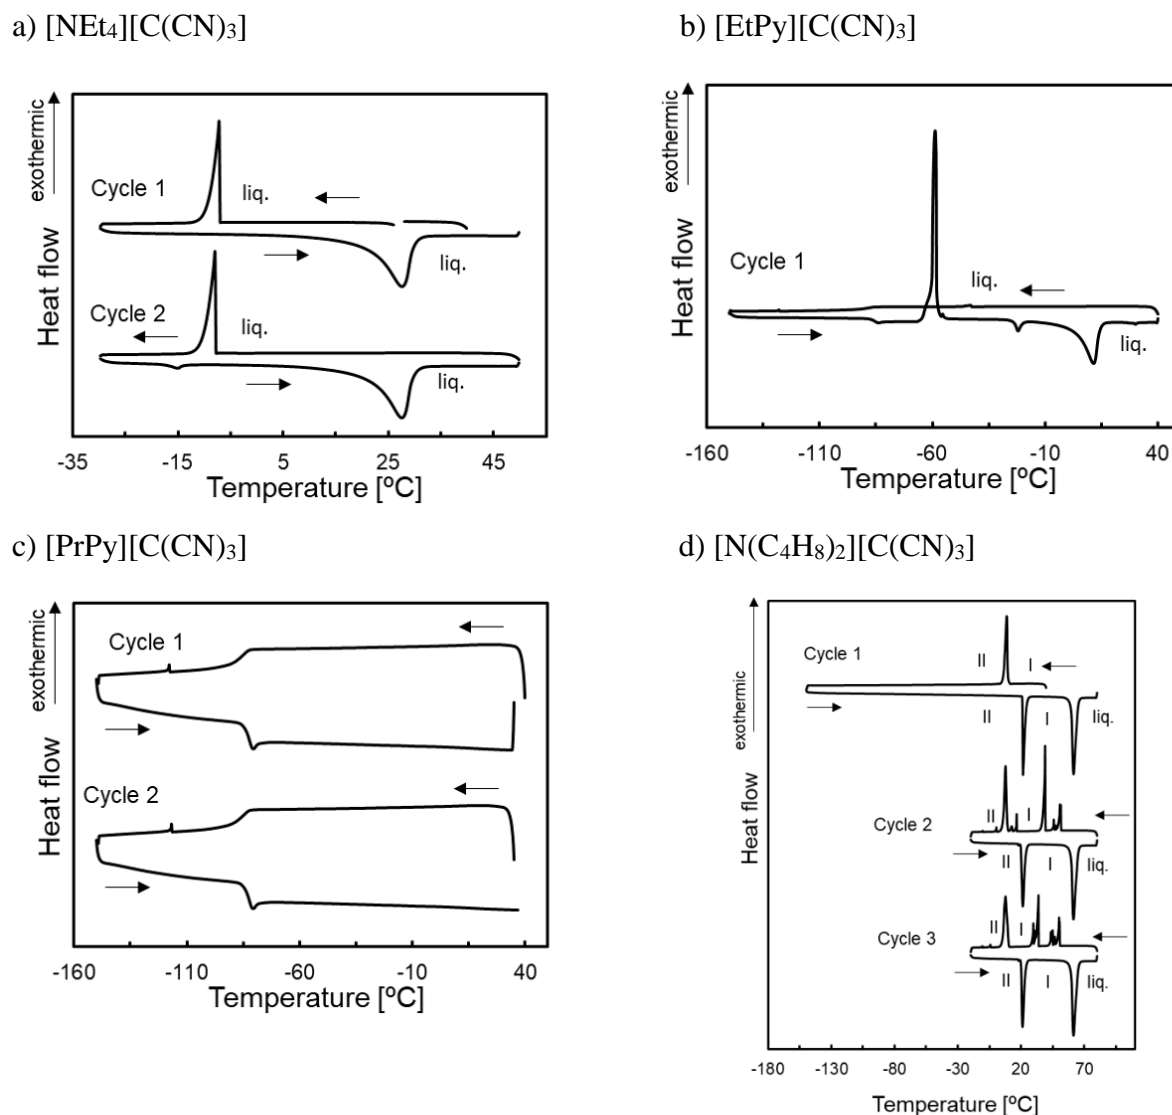 a) [NEt₄][C(CN)₃]
b) [EtPy][C(CN)₃]
exothermic
Heat flow
Cycle 1
liq.
liq.
Cycle 2
liq.
liq.
-35 -15 5 25 45
Temperature [ºC]
exothermic
Heat flow
Cycle 1
liq.
liq.
-160 -110 -60 -10 40
Temperature [ºC]
c) [PrPy][C(CN)₃]
d) [N(C₄H₈)₂][C(CN)₃]
exothermic
Heat flow
Cycle 1
Cycle 2
-160 -110 -60 -10 40
Temperature [ºC]
exothermic
Heat flow
Cycle 1
II I
II I liq.
Cycle 2
II I
II I liq.
Cycle 3
II I
II I liq.
-180 -130 -80 -30 20 70
Temperature [ºC]